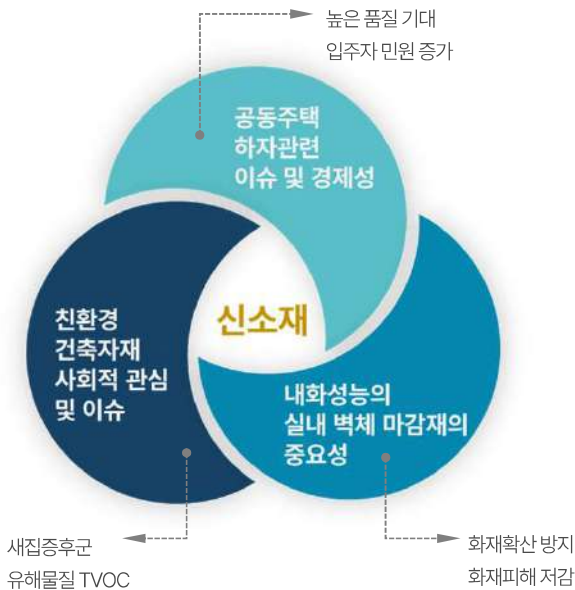 높은 품질 기대
입주자 민원 증가
공동주택
하자관련
이슈 및 경제성
신소재
친환경
건축자재
사회적 관심
및 이슈
내화성능의
실내 벽체 마감재의
중요성
새집증후군
유해물질 TVOC
화재확산 방지
화재피해 저감